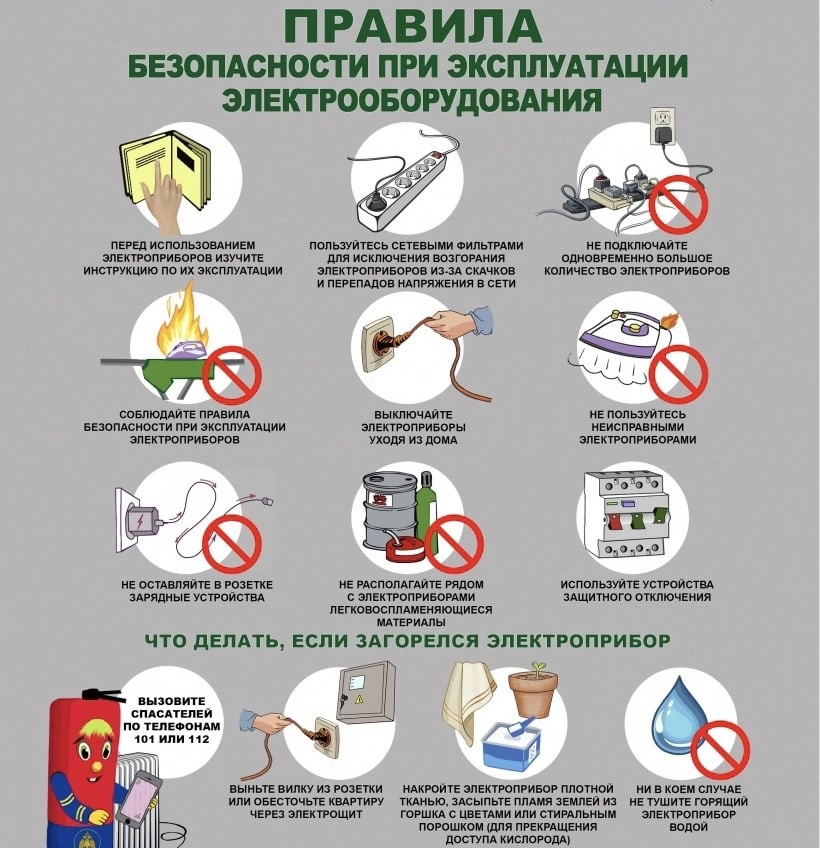 ПРАВИЛА
БЕЗОПАСНОСТИ ПРИ ЭКСПЛУАТАЦИИ
ЭЛЕКТРООБОРУДОВАНИЯ
ПЕРЕД ИСПОЛЬЗОВАНИЕМ
ЭЛЕКТРОПРИБОРОВ ИЗУЧИТЕ
ИНСТРУКЦИЮ ПО ИХ ЭКСПЛУАТАЦИИ
ПОЛЬЗУЙТЕСЬ СЕТЕВЫМИ ФИЛЬТРАМИ
ДЛЯ ИСКЛЮЧЕНИЯ ВОЗГОРАНИЯ
ЭЛЕКТРОПРИБОРОВ ИЗ-ЗА СКАЧКОВ
И ПЕРЕПАДОВ НАПРЯЖЕНИЯ В СЕТИ
НЕ ПОДКЛЮЧАЙТЕ
ОДНОВРЕМЕННО БОЛЬШОЕ
КОЛИЧЕСТВО ЭЛЕКТРОПРИБОРОВ
СОБЛЮДАЙТЕ ПРАВИЛА
БЕЗОПАСНОСТИ ПРИ ЭКСПЛУАТАЦИИ
ЭЛЕКТРОПРИБОРОВ
ВЫКЛЮЧАЙТЕ
ЭЛЕКТРОПРИБОРЫ
УХОДЯ ИЗ ДОМА
НЕ ПОЛЬЗУЙТЕСЬ
НЕИСПРАВНЫМИ
ЭЛЕКТРОПРИБОРАМИ
НЕ ОСТАВЛЯЙТЕ В РОЗЕТКЕ
ЗАРЯДНЫЕ УСТРОЙСТВА
НЕ РАСПОЛАГАЙТЕ РЯДОМ
С ЭЛЕКТРОПРИБОРАМИ
ЛЕГКОВОСПЛАМЕНЯЮЩИЕСЯ
МАТЕРИАЛЫ
ИСПОЛЬЗУЙТЕ УСТРОЙСТВА
ЗАЩИТНОГО ОТКЛЮЧЕНИЯ
ЧТО ДЕЛАТЬ, ЕСЛИ ЗАГОРЕЛСЯ ЭЛЕКТРОПРИБОР
ВЫЗОВИТЕ
СПАСАТЕЛЕЙ
ПО ТЕЛЕФОНАМ
101 ИЛИ 112
ВЫНЬТЕ ВИЛКУ ИЗ РОЗЕТКИ
ИЛИ ОБЕСТОЧЬТЕ КВАРТИРУ
ЧЕРЕЗ ЭЛЕКТРОЩИТ
НАКРОЙТЕ ЭЛЕКТРОПРИБОР ПЛОТНОЙ
ТКАНЬЮ, ЗАСЫПЬТЕ ПЛАМЯ ЗЕМЛЕЙ ИЗ
ГОРШКА С ЦВЕТАМИ ИЛИ СТИРАЛЬНЫМ
ПОРОШКОМ (ДЛЯ ПРЕКРАЩЕНИЯ
ДОСТУПА КИСЛОРОДА)
НИ В КОЕМ СЛУЧАЕ
НЕ ТУШИТЕ ГОРЯЩИЙ
ЭЛЕКТРОПРИБОР
ВОДОЙ